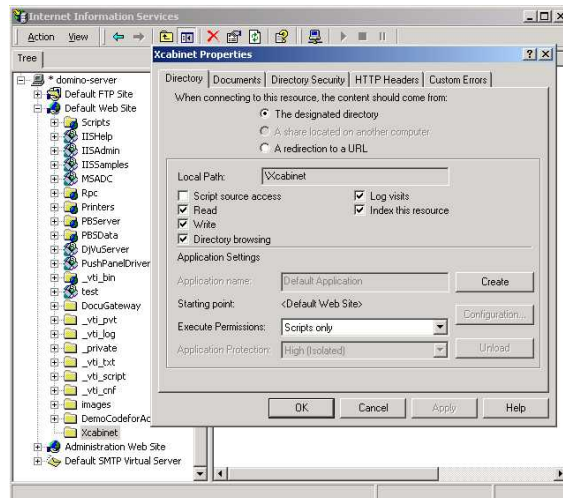 Internet Information Services
Action View
Tree
* domino-server
Default FTP Site
Default Web Site
Scripts
IISHelp
IISAdmin
IISSamples
MSADC
Rpc
Printers
PBServer
PBSData
DjVuServer
PushPanelDriver
_vti_bin
test
DocuGateway
_vti_pvt
_vti_log
_private
_vti_txt
_vti_script
_vti_cnf
images
DemoCodeforAc
Xcabinet
Administration Web Site
Default SMTP Virtual Server
Xcabinet Properties
Directory Documents Directory Security HTTP Headers Custom Errors
When connecting to this resource, the content should come from:
The designated directory
A share located on another computer
A redirection to a URL
Local Path: \Xcabinet
Script source access Log visits
Read Index this resource
Write
Directory browsing
Application Settings
Application name: Default Application Create
Starting point: <Default Web Site>
Configuration...
Execute Permissions: Scripts only
Application Protection: High (Isolated) Unload
OK Cancel Apply Help